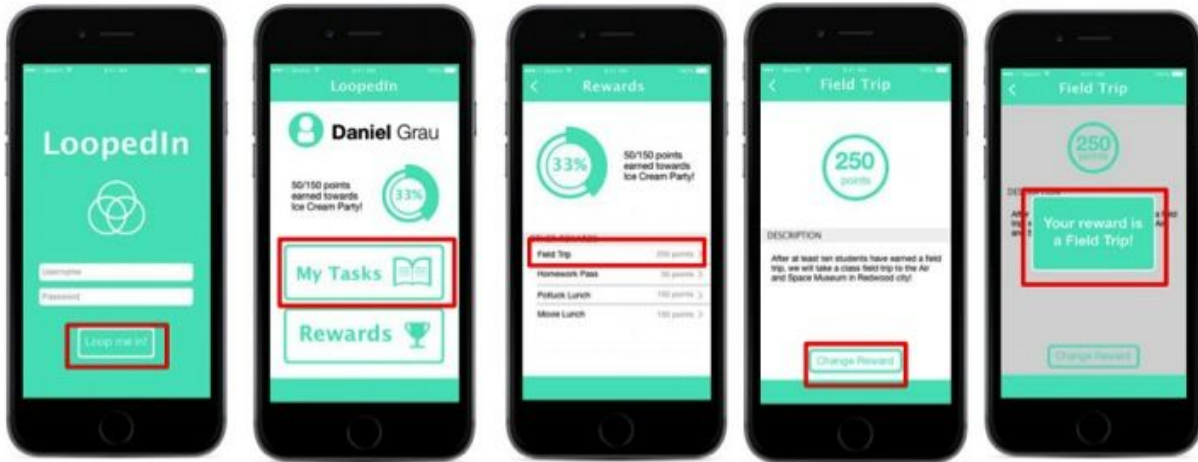 LoopedIn
Username
Password
Loop me in!
LoopedIn
Daniel Grau
50/150 points
earned towards
Ice Cream Party!
33%
My Tasks
Rewards
Rewards
33%
50/150 points
earned towards
Ice Cream Party!
OTHER REWARDS
Field Trip 250 points
Homework Pass 50 points
Potluck Lunch 150 points
Movie Lunch 150 points
Field Trip
250
points
DESCRIPTION
After at least ten students have earned a field
trip, we will take a class field trip to the Air
and Space Museum in Redwood city!
Change Reward
Field Trip
250
points
Your reward is
a Field Trip!
Change Reward